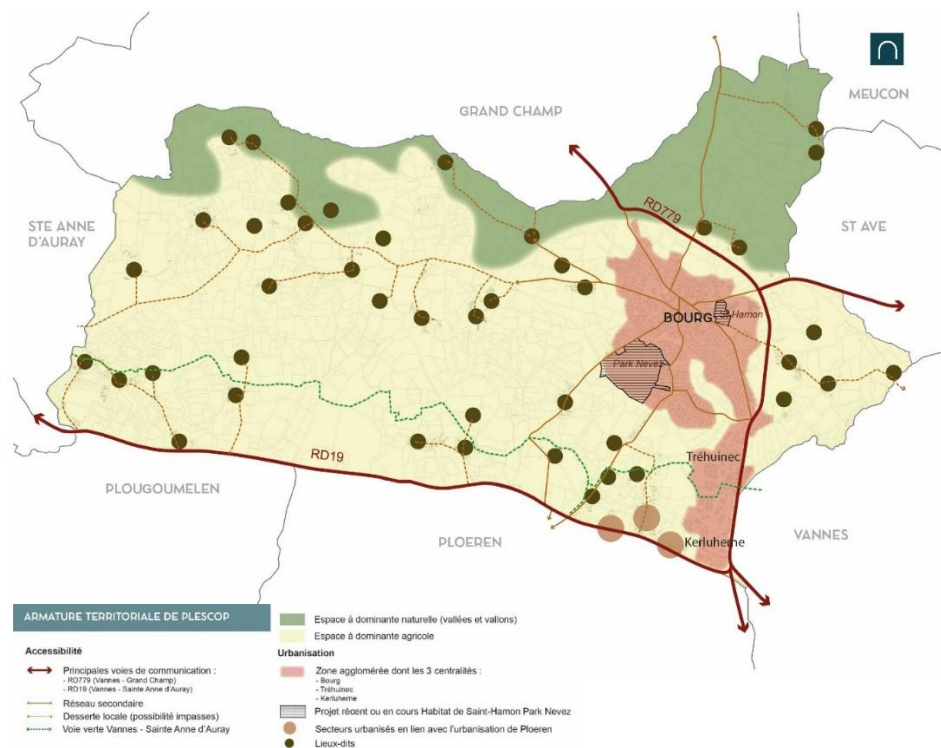 MEUCON
GRAND CHAMP
RD779
STE ANNE
D'AURAY
ST AVE
BOURG
St-Hamon
Park Nevez
RD19
Tréhuinec
PLOUGOUMELEN
PLOEREN
Kerluherne
VANNES
ARMATURE TERRITORIALE DE PLESCOP
Accessibilité
Principales voies de communication :
- RD779 (Vannes - Grand Champ)
- RD19 (Vannes - Sainte Anne d'Auray)
Réseau secondaire
Desserte locale (possibilité impasses)
Voie verte Vannes - Sainte Anne d'Auray
Espace à dominante naturelle (vallées et vallons)
Espace à dominante agricole
Urbanisation
Zone agglomérée dont les 3 centralités :
- Bourg
- Tréhuinec
- Kerluherne
Projet récent ou en cours Habitat de Saint-Hamon Park Nevez
Secteurs urbanisés en lien avec l'urbanisation de Ploeren
Lieux-dits